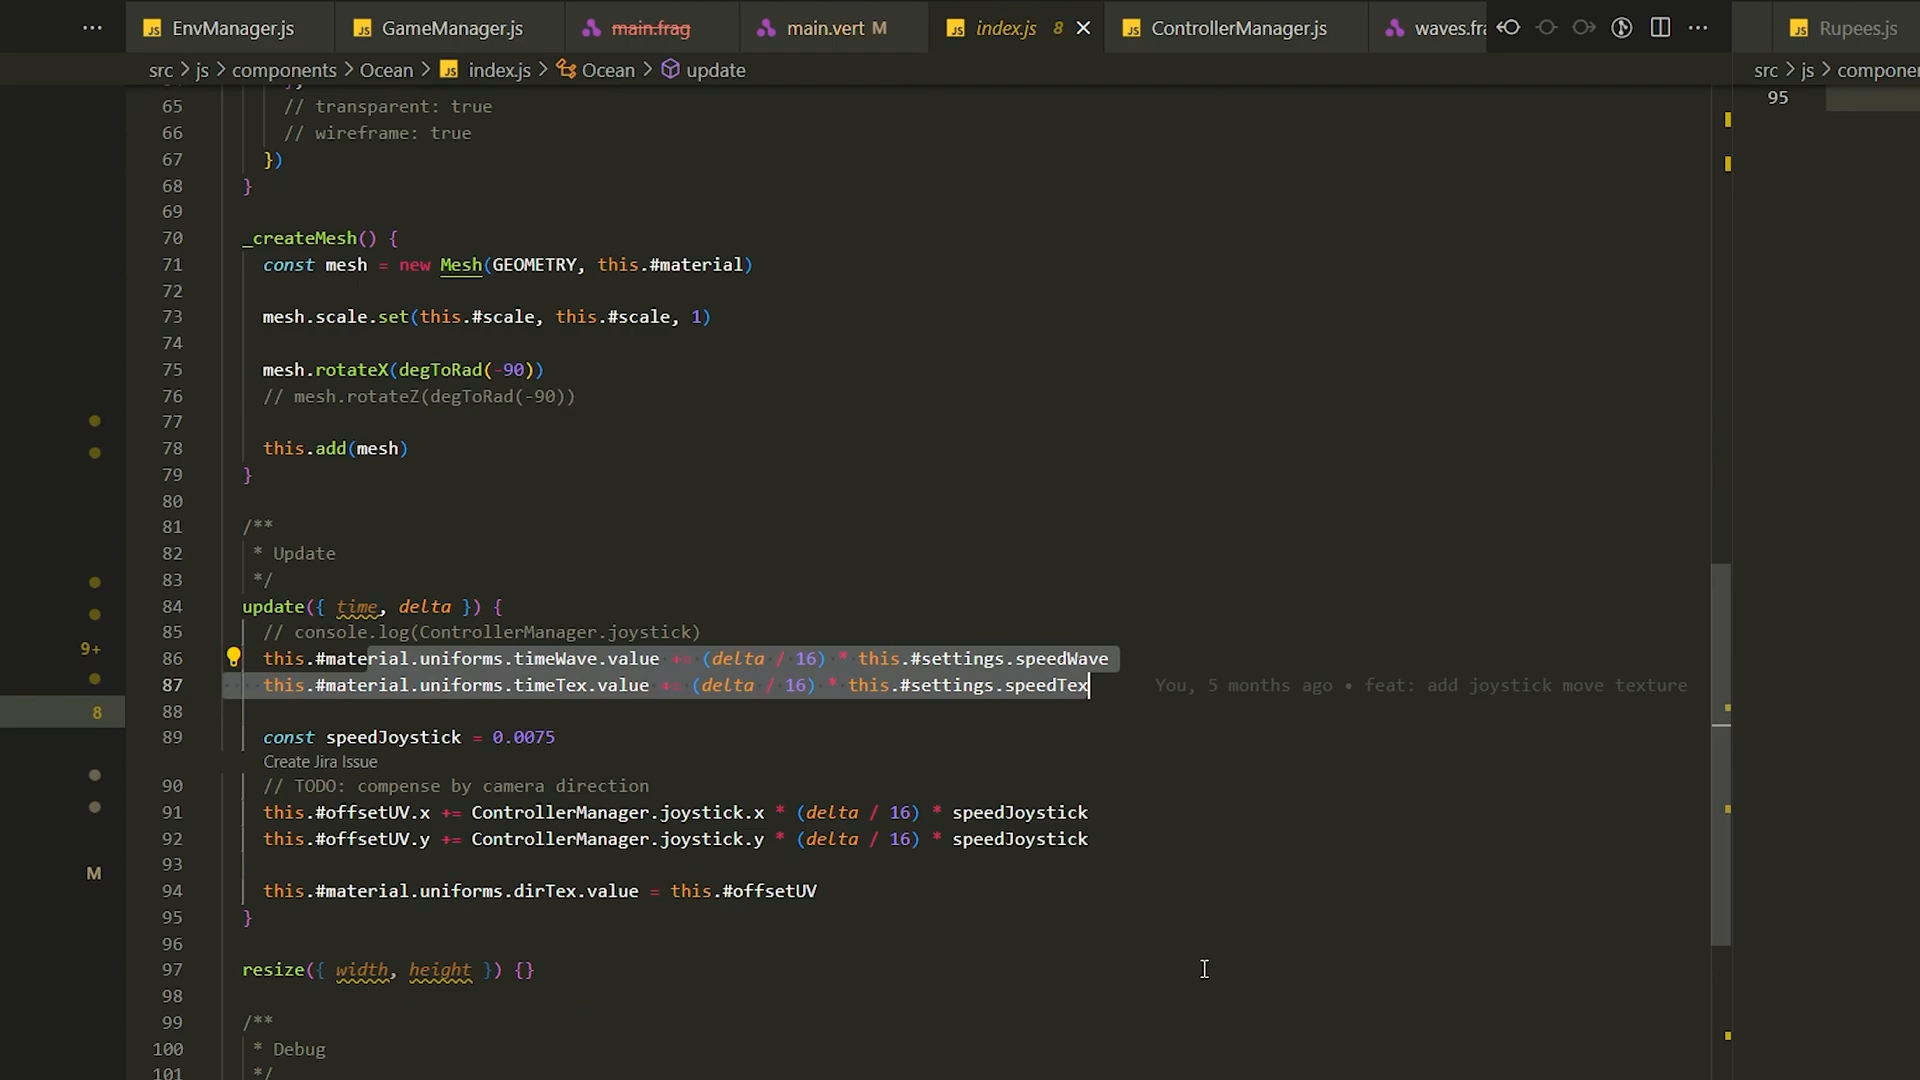 ... EnvManager.js GameManager.js main.frag main.vert M index.js 8 ControllerManager.js waves.fra ... Rupees.js
src > js > components > Ocean > index.js > Ocean > update
src > js > componen
95
65 // transparent: true
66 // wireframe: true
67 })
68 }
69
70 _createMesh() {
71 const mesh = new Mesh(GEOMETRY, this.#material)
72
73 mesh.scale.set(this.#scale, this.#scale, 1)
74
75 mesh.rotateX(degToRad(-90))
76 // mesh.rotateZ(degToRad(-90))
77
78 this.add(mesh)
79 }
80
81 /**
82 * Update
83 */
84 update({ time, delta }) {
85 // console.log(ControllerManager.joystick)
9+
86 this.#material.uniforms.timeWave.value += (delta / 16) * this.#settings.speedWave
87 this.#material.uniforms.timeTex.value += (delta / 16) * this.#settings.speedTex You, 5 months ago • feat: add joystick move texture
8
88
89 const speedJoystick = 0.0075
Create Jira Issue
90 // TODO: compense by camera direction
91 this.#offsetUV.x += ControllerManager.joystick.x * (delta / 16) * speedJoystick
92 this.#offsetUV.y += ControllerManager.joystick.y * (delta / 16) * speedJoystick
93
M
94 this.#material.uniforms.dirTex.value = this.#offsetUV
95 }
96
97 resize({ width, height }) {}
98
99 /**
100 * Debug
101 */